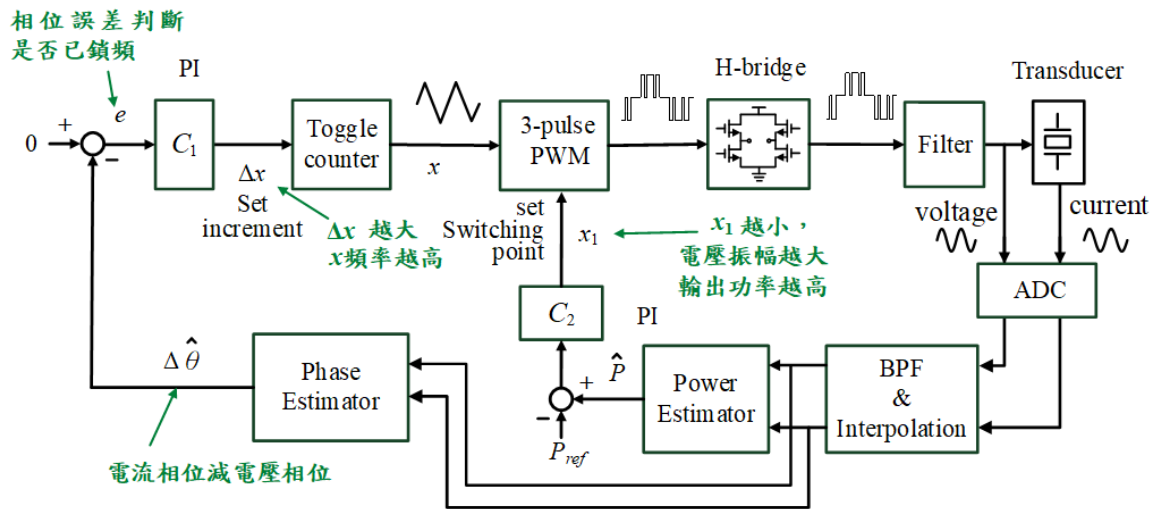 相位誤差判斷
是否已鎖頻
PI
H-bridge
Transducer
e
0
+
−
C1
Toggle
counter
x
3-pulse
PWM
Filter
Δx
Set
increment
Δx 越大
x頻率越高
set
Switching
point
x1
x1 越小，
電壓振幅越大
輸出功率越高
voltage
current
ADC
C2
PI
Δθ̂
Phase
Estimator
+
P̂
−
Pref
Power
Estimator
BPF
&
Interpolation
電流相位減電壓相位